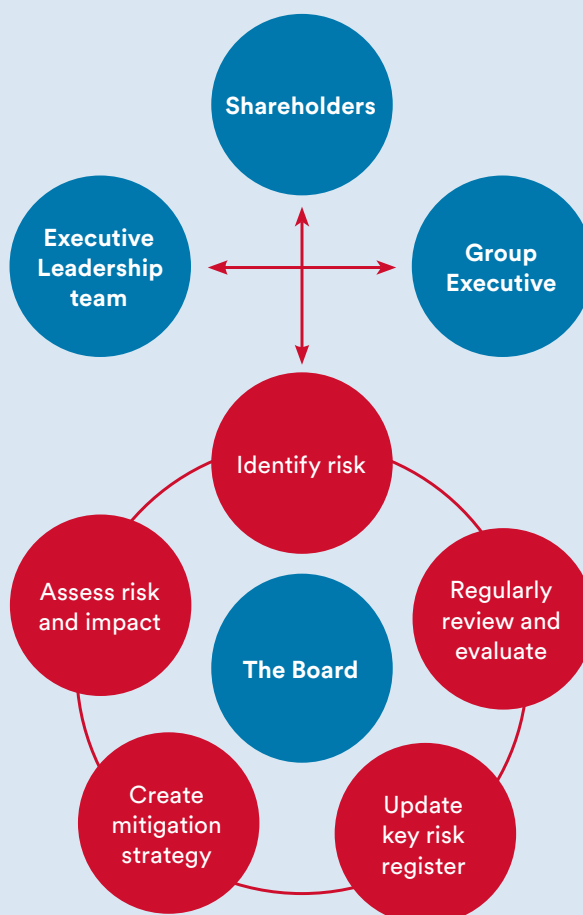 Shareholders
Executive
Leadership
team
Group
Executive
Identify risk
Assess risk
and impact
Regularly
review and
evaluate
The Board
Create
mitigation
strategy
Update
key risk
register